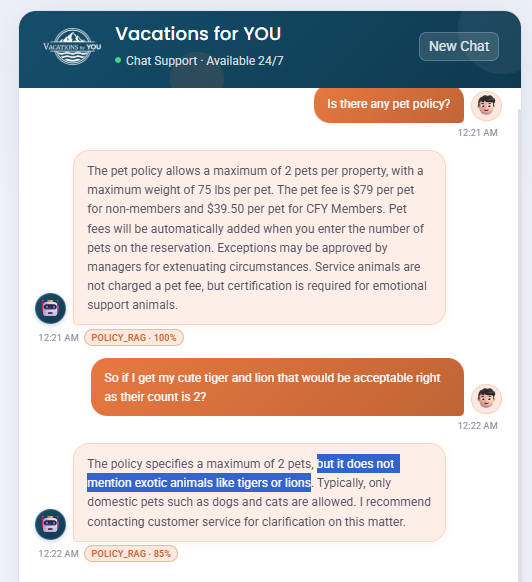 VACATIONS for YOU
Vacations for YOU
Chat Support · Available 24/7
New Chat
Is there any pet policy?
12:21 AM
The pet policy allows a maximum of 2 pets per property, with a
maximum weight of 75 lbs per pet. The pet fee is $79 per pet
for non-members and $39.50 per pet for CFY Members. Pet
fees will be automatically added when you enter the number of
pets on the reservation. Exceptions may be approved by
managers for extenuating circumstances. Service animals are
not charged a pet fee, but certification is required for emotional
support animals.
12:21 AM POLICY_RAG · 100%
So if I get my cute tiger and lion that would be acceptable right
as their count is 2?
12:22 AM
The policy specifies a maximum of 2 pets, but it does not
mention exotic animals like tigers or lions. Typically, only
domestic pets such as dogs and cats are allowed. I recommend
contacting customer service for clarification on this matter.
12:22 AM POLICY_RAG · 85%